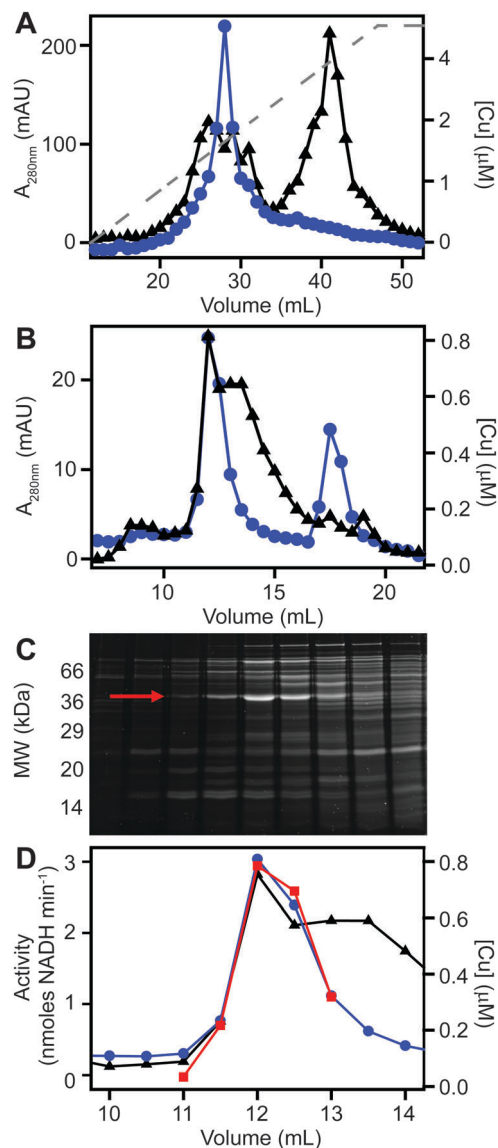 A
200
100
0
A280nm (mAU)
4
2
1
0
[Cu] (μM)
20 30 40 50
Volume (mL)
B
20
10
0
A280nm (mAU)
0.8
0.6
0.4
0.2
0.0
[Cu] (μM)
10 15 20
Volume (mL)
C
66
36
29
20
14
MW (kDa)
D
3
2
1
0
Activity
(nmoles NADH min-1)
0.8
0.6
0.4
0.2
0.0
[Cu] (μM)
10 11 12 13 14
Volume (mL)